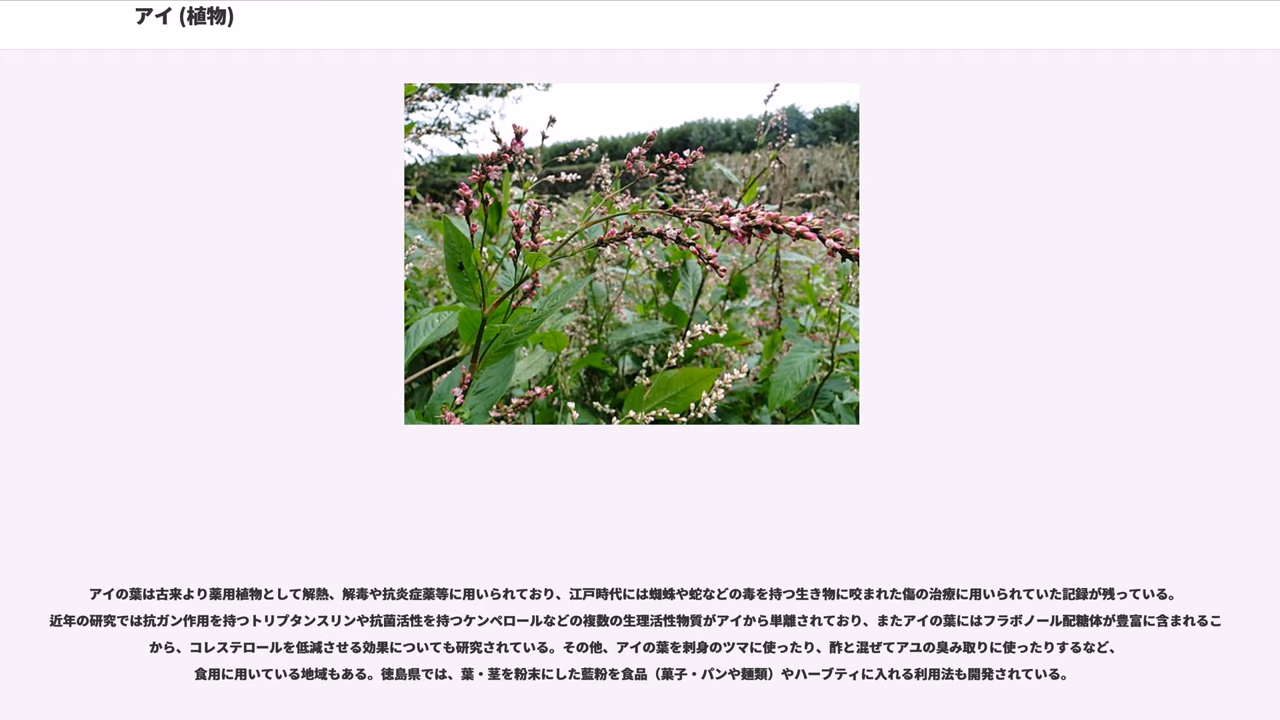 アイ (植物)
アイの葉は古来より薬用植物として解熱、解毒や抗炎症薬等に用いられており、江戸時代には蜘蛛や蛇などの毒を持つ生き物に咬まれた傷の治療に用いられていた記録が残っている。
近年の研究では抗ガン作用を持つトリプタンスリンや抗菌活性を持つケンペロールなどの複数の生理活性物質がアイから単離されており、またアイの葉にはフラボノール配糖体が豊富に含まれるこ
から、コレステロールを低減させる効果についても研究されている。その他、アイの葉を刺身のツマに使ったり、酢と混ぜてアユの臭み取りに使ったりするなど、
食用に用いている地域もある。徳島県では、葉・茎を粉末にした藍粉を食品（菓子・パンや麺類）やハーブティに入れる利用法も開発されている。